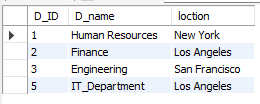 D_ID D_name loction
1 Human Resources New York
2 Finance Los Angeles
3 Engineering San Francisco
5 IT_Department Los Angeles